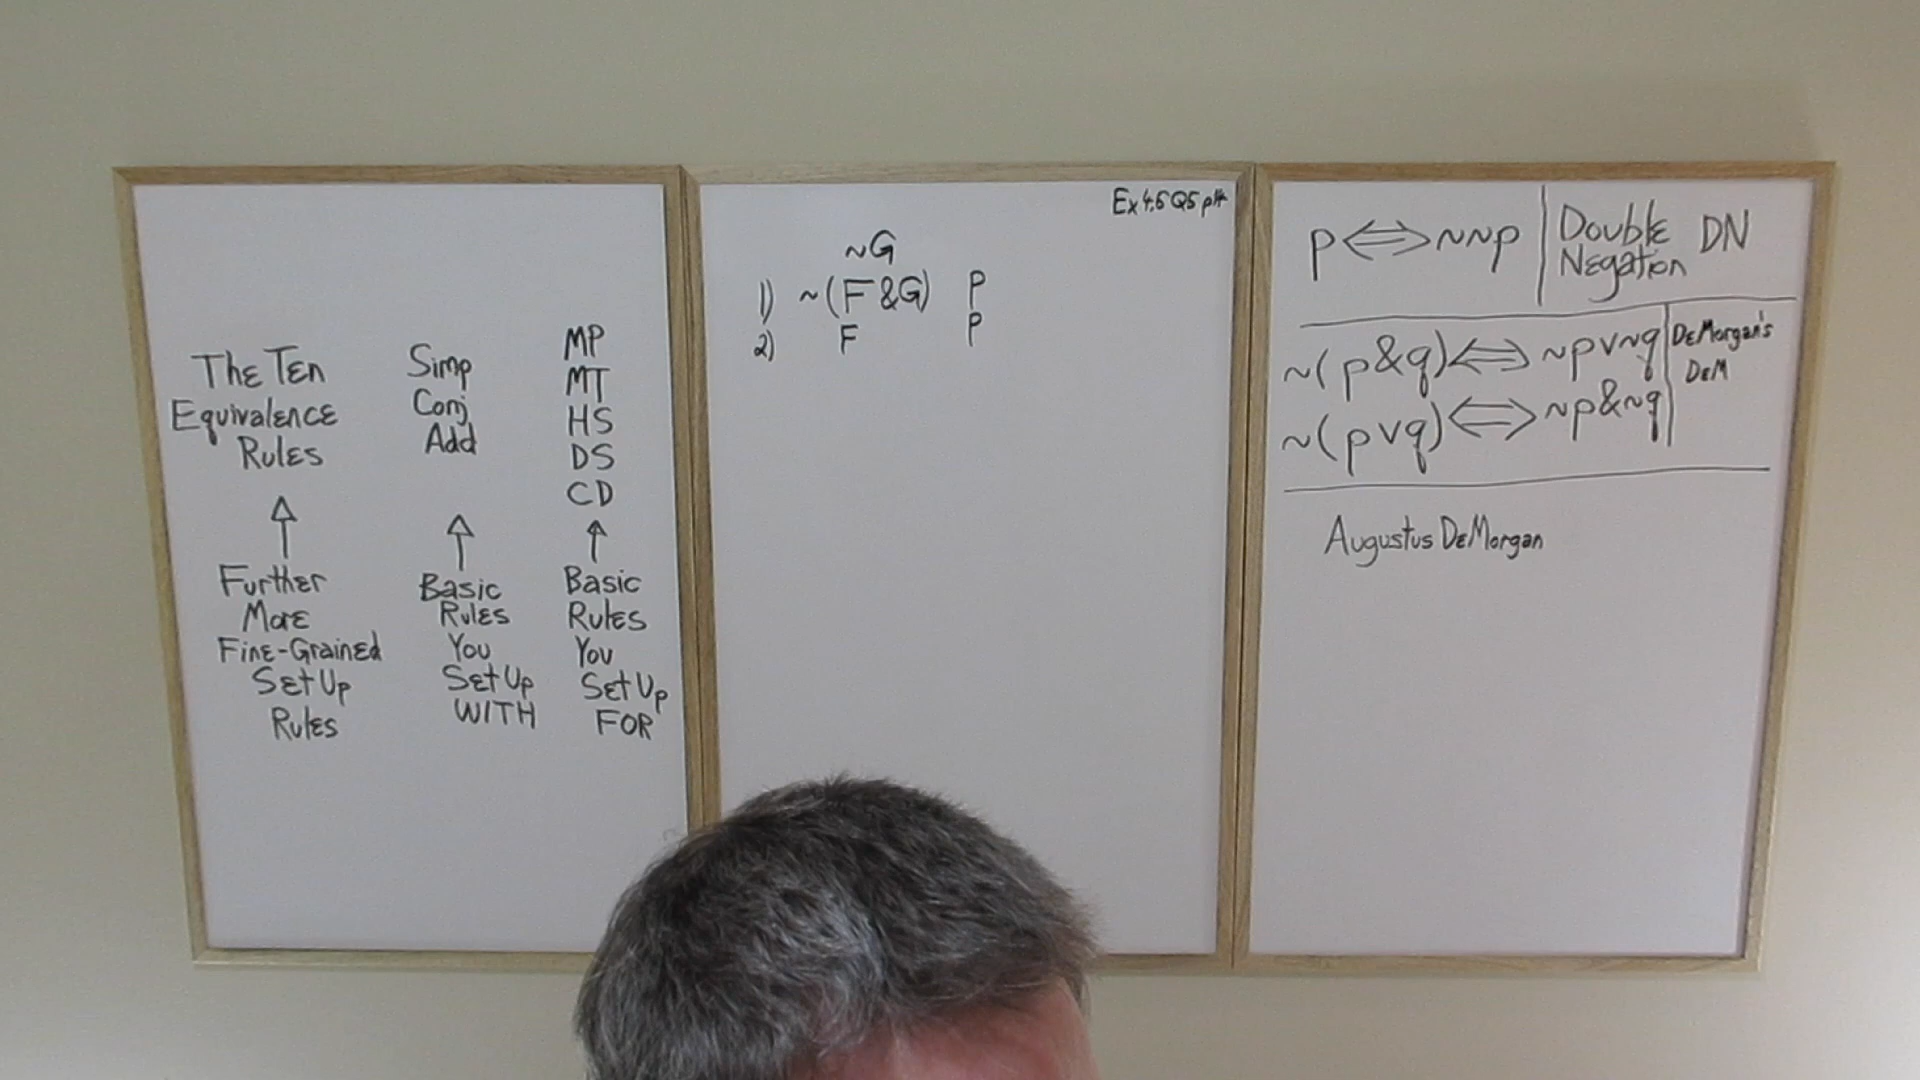 The Ten
Equivalence
Rules
Further
More
Fine-Grained
Set Up
Rules
Simp
Conj
Add
Basic
Rules
You
Set Up
WITH
MP
MT
HS
DS
CD
Basic
Rules
You
Set Up
FOR
Ex 4.6 Q5
~G
1) ~(F&G) P
2) F P
p⇔~~p Double Negation DN
~(p&q)⇔~pv~q DeMorgan's
DeM
~(pvq)⇔~p&~q
Augustus DeMorgan